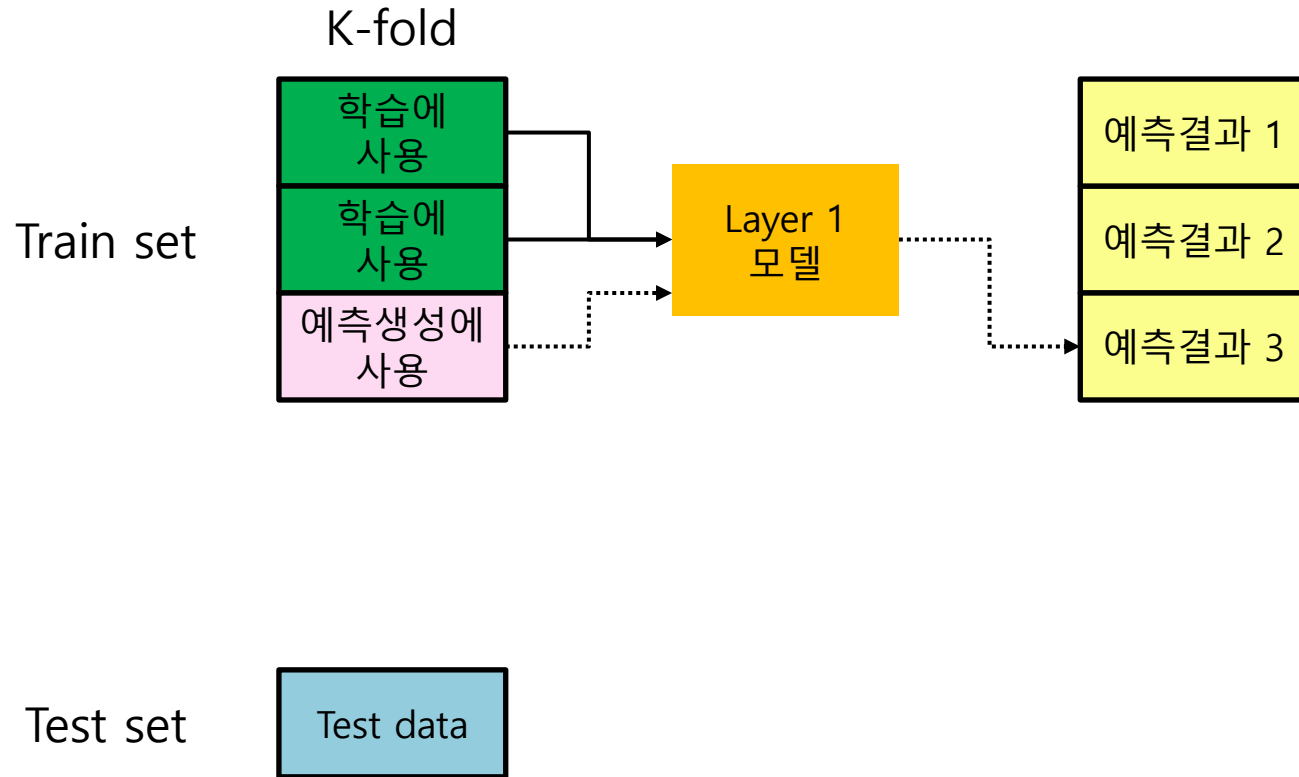 K-fold
Train set
학습에
사용
학습에
사용
예측생성에
사용
Layer 1
모델
예측결과 1
예측결과 2
예측결과 3
Test set
Test data